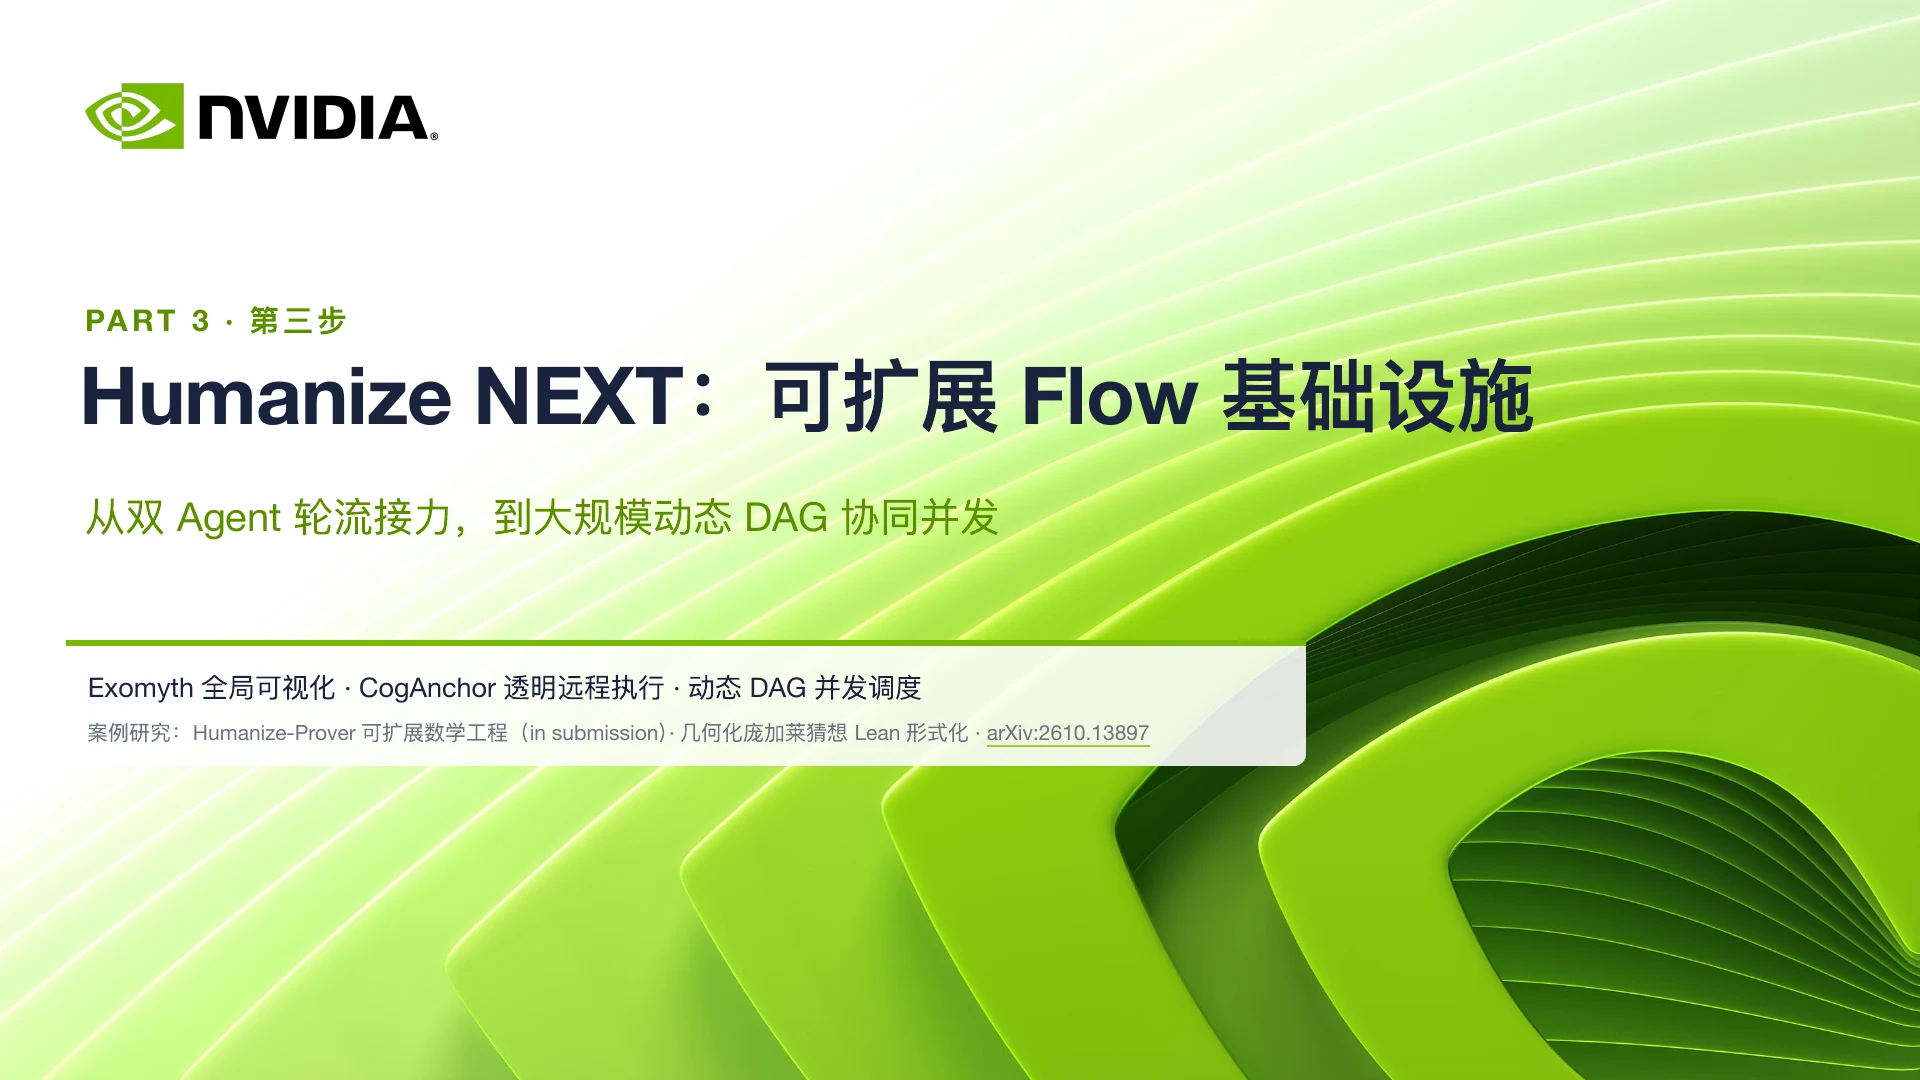 NVIDIA®
PART 3 · 第三步
Humanize NEXT：可扩展 Flow 基础设施
从双 Agent 轮流接力，到大规模动态 DAG 协同并发
Exomyth 全局可视化 · CogAnchor 透明远程执行 · 动态 DAG 并发调度
案例研究：Humanize-Prover 可扩展数学工程（in submission）· 几何化庞加莱猜想 Lean 形式化 · arXiv:2610.13897